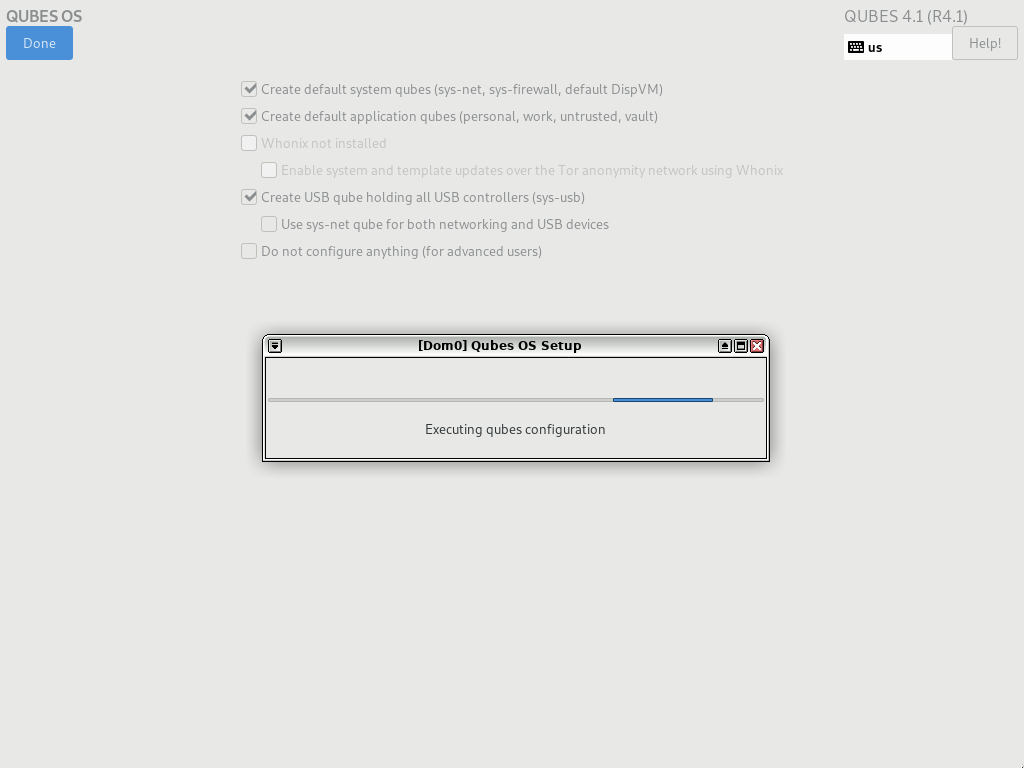 QUBES OS
QUBES 4.1 (R4.1)
Done
us
Help!
Create default system qubes (sys-net, sys-firewall, default DispVM)
Create default application qubes (personal, work, untrusted, vault)
Whonix not installed
Enable system and template updates over the Tor anonymity network using Whonix
Create USB qube holding all USB controllers (sys-usb)
Use sys-net qube for both networking and USB devices
Do not configure anything (for advanced users)
[Dom0] Qubes OS Setup
Executing qubes configuration